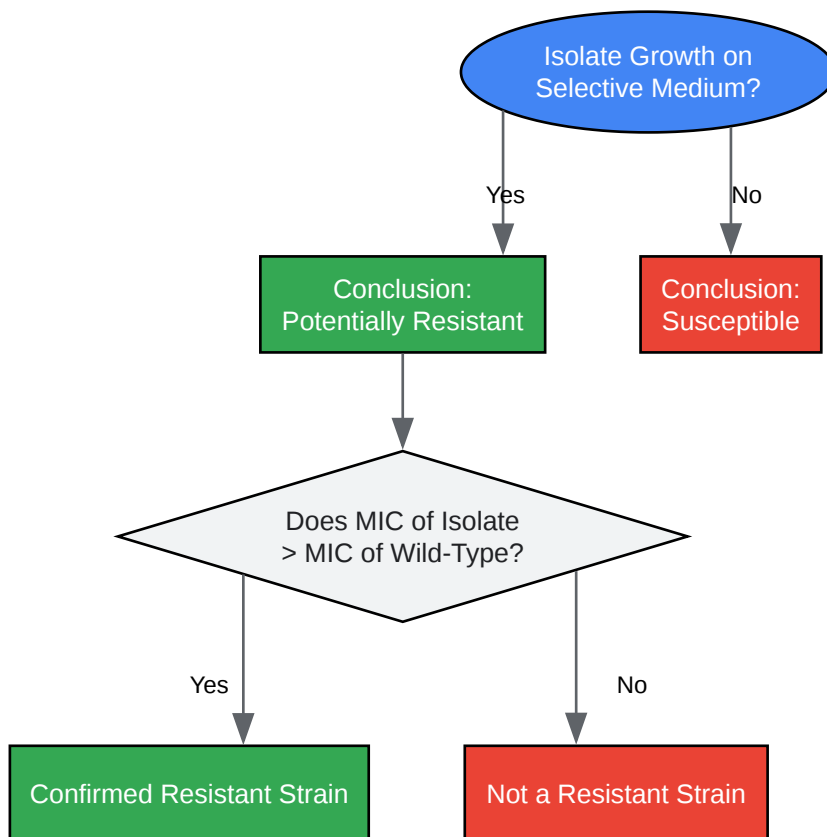 Isolate Growth on
Selective Medium?
Yes
No
Conclusion:
Potentially Resistant
Conclusion:
Susceptible
Does MIC of Isolate
> MIC of Wild-Type?
Yes
No
Confirmed Resistant Strain
Not a Resistant Strain